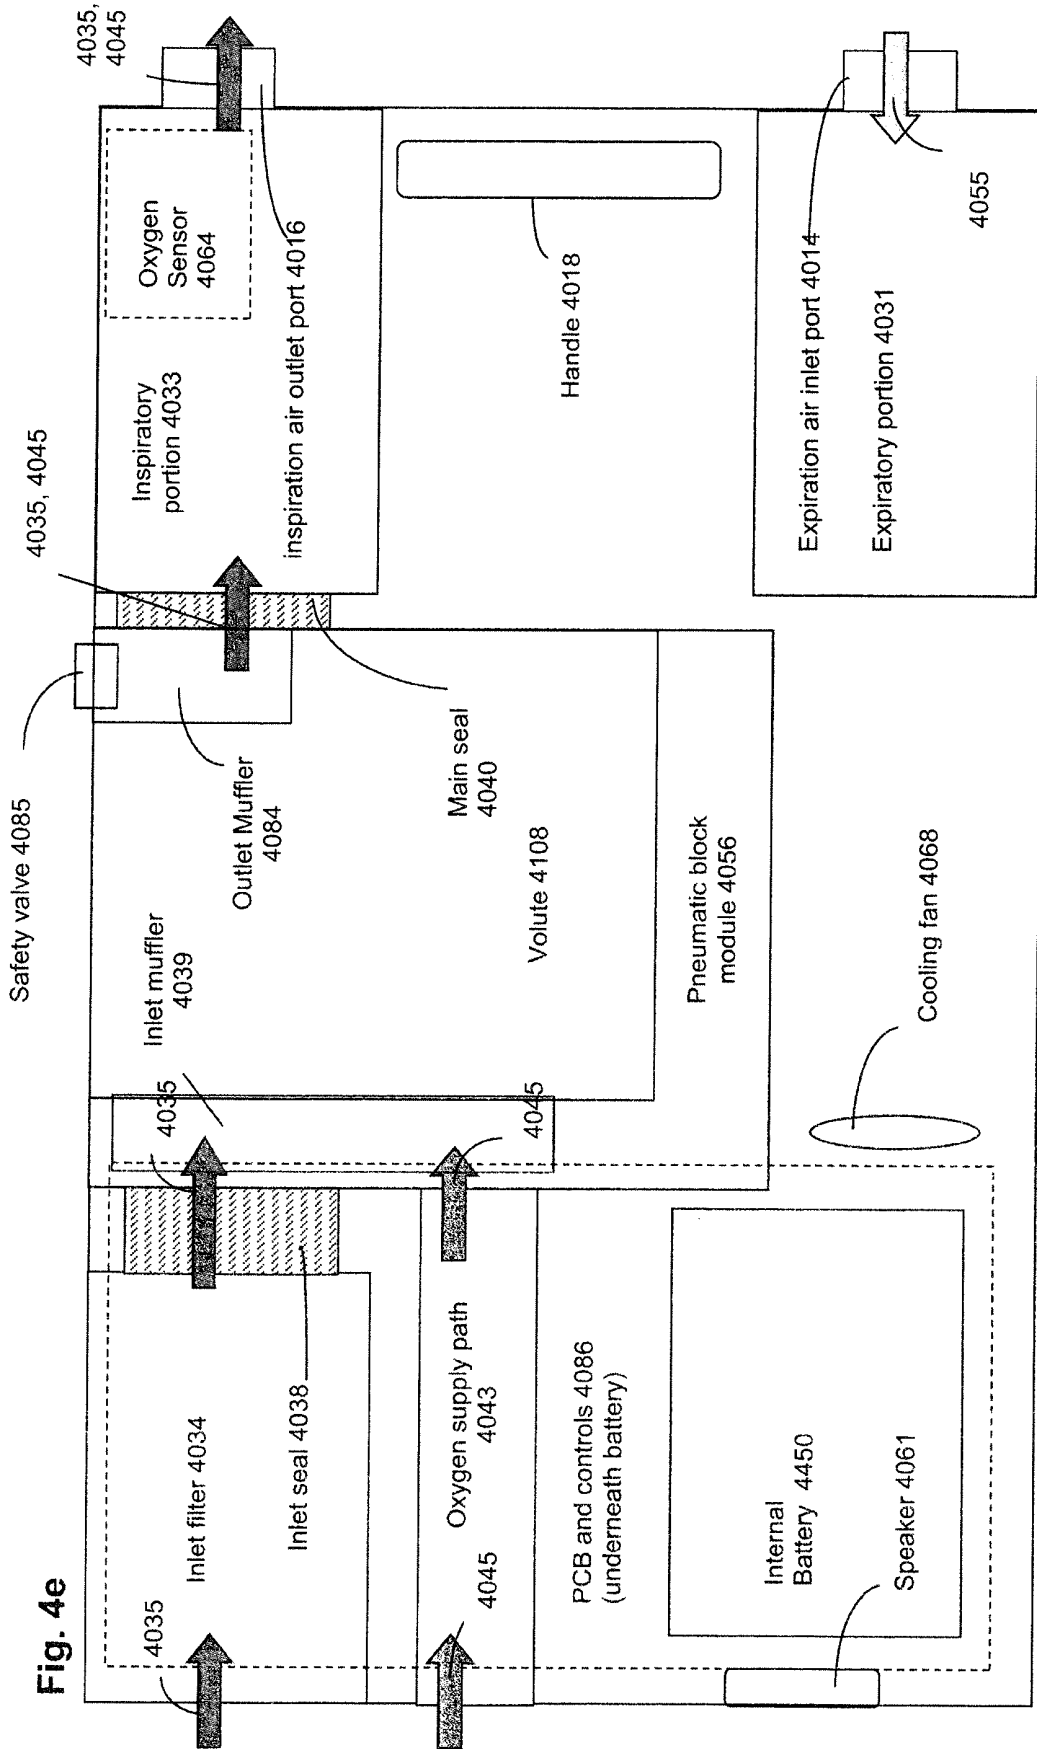 Fig. 4e
4035
Inlet filter 4034
Inlet seal 4038
4045
Oxygen supply path
4043
PCB and controls 4086
(underneath battery)
Internal
Battery 4450
Speaker 4061
4035
Inlet muffler
4039
4045
Safety valve 4085
Outlet Muffler
4084
Main seal
4040
Volute 4108
Pneumatic block
module 4056
Cooling fan 4068
4035, 4045
Inspiratory
portion 4033
Oxygen
Sensor
4064
inspiration air outlet port 4016
4035,
4045
Handle 4018
Expiration air inlet port 4014
Expiratory portion 4031
4055